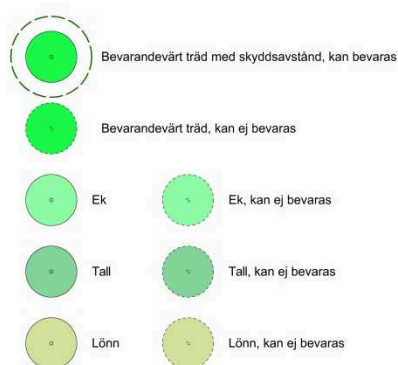 Bevarandevärt träd med skyddsavstånd, kan bevaras
Bevarandevärt träd, kan ej bevaras
Ek
Ek, kan ej bevaras
Tall
Tall, kan ej bevaras
Lönn
Lönn, kan ej bevaras